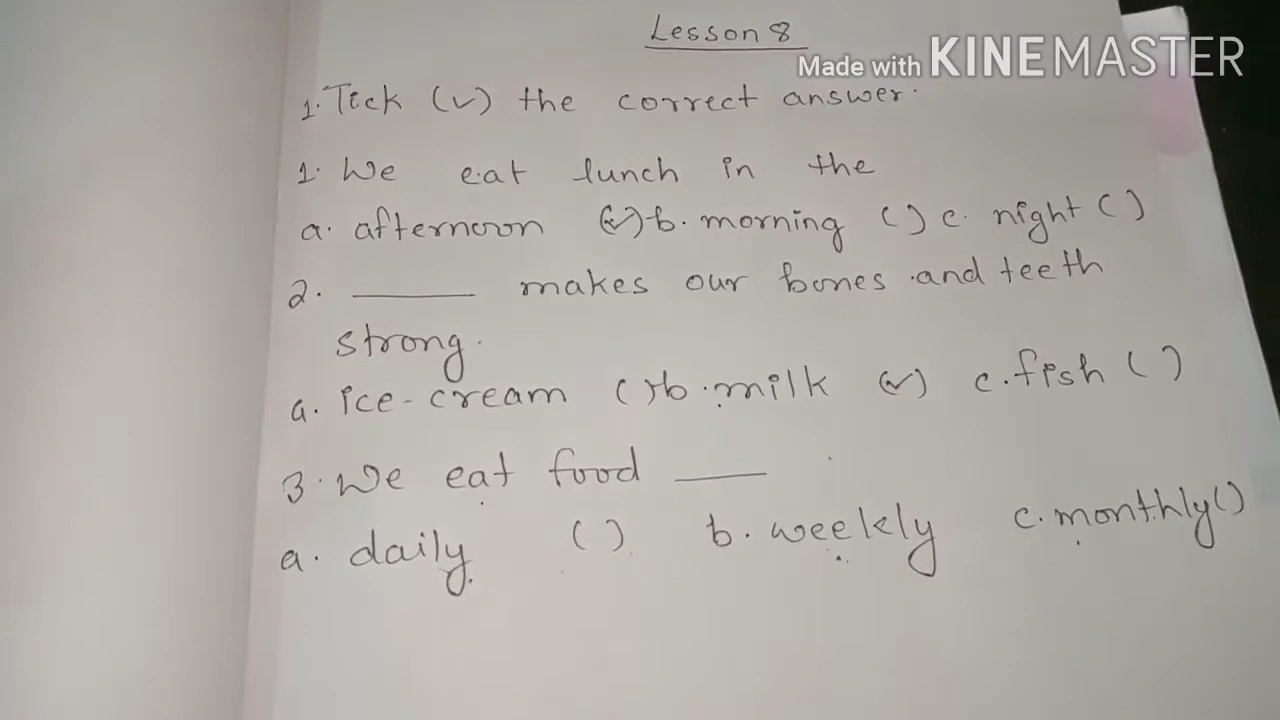 Lesson 8
Made with KINEMASTER
1. Tick (✓) the correct answer.
1. We eat lunch in the
a. afternoon (✓) b. morning ( ) c. night ( )
2. ______ makes our bones and teeth
strong.
a. ice-cream ( ) b. milk (✓) c. fish ( )
3. We eat food ____
a. daily ( ) b. weekly c. monthly ( )